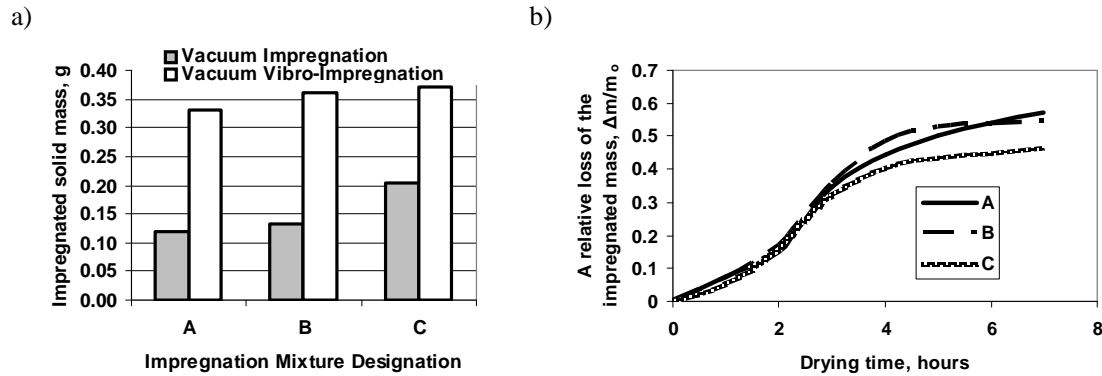 a)
Vacuum Impregnation
Vacuum Vibro-Impregnation
Impregnated solid mass, g
0.40
0.35
0.30
0.25
0.20
0.15
0.10
0.05
0.00
A
B
C
Impregnation Mixture Designation
b)
A relative loss of the
impregnated mass, Δm/mₒ
0.7
0.6
0.5
0.4
0.3
0.2
0.1
0
A
B
C
0
2
4
6
8
Drying time, hours